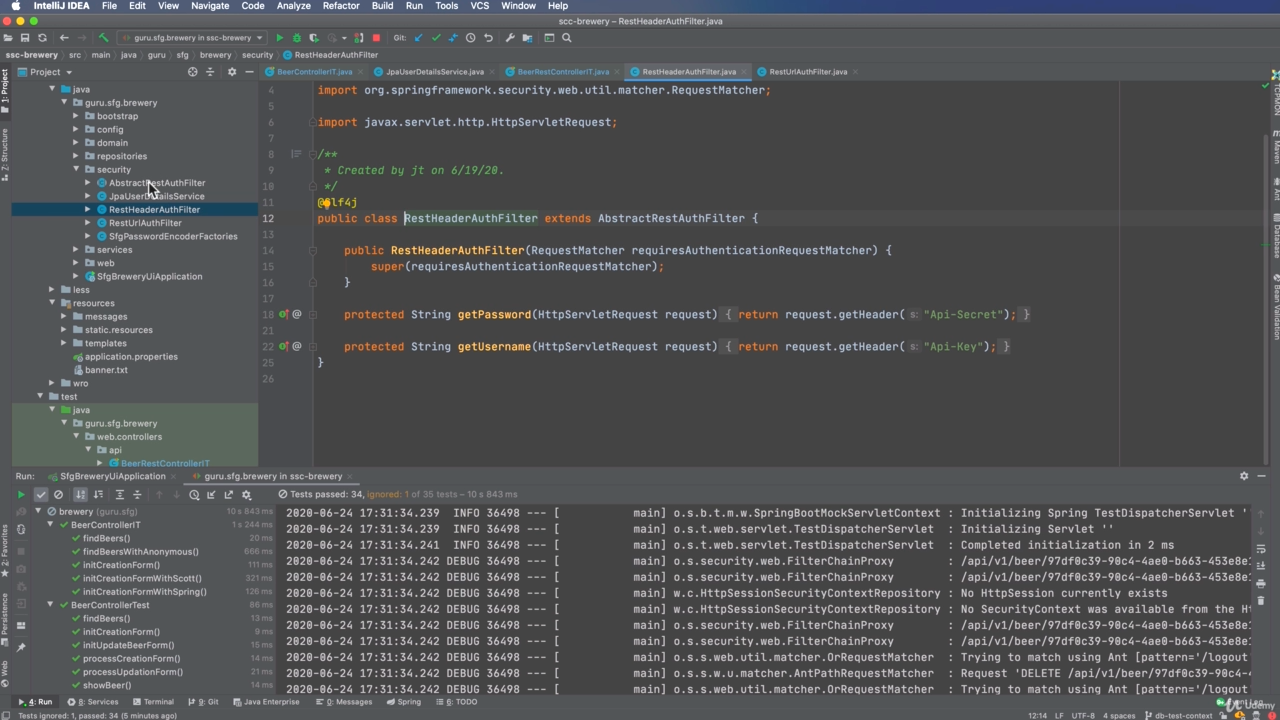 IntelliJ IDEA File Edit View Navigate Code Analyze Refactor Build Run Tools VCS Window Help
ssc-brewery – RestHeaderAuthFilter.java
guru.sfg.brewery in ssc-brewery Git:
ssc-brewery src main java guru sfg brewery security RestHeaderAuthFilter
Project
BeerControllerIT.java JpaUserDetailsService.java BeerRestControllerIT.java RestHeaderAuthFilter.java RestUrlAuthFilter.java
1: Project
Z: Structure
2: Favorites
Persistence
Web
java
guru.sfg.brewery
bootstrap
config
domain
repositories
security
AbstractRestAuthFilter
JpaUserDetailsService
RestHeaderAuthFilter
RestUrlAuthFilter
SfgPasswordEncoderFactories
services
web
SfgBreweryUiApplication
less
resources
messages
static.resource
templates
application.properties
banner.txt
wro
test
java
guru.sfg.brewery
web.controllers
api
BeerRestControllerIT
4 import org.springframework.security.web.util.matcher.RequestMatcher;
5
6 import javax.servlet.http.HttpServletRequest;
7
8 /**
9 * Created by jt on 6/19/20.
10 */
11 @Slf4j
12 public class RestHeaderAuthFilter extends AbstractRestAuthFilter {
13
14 public RestHeaderAuthFilter(RequestMatcher requiresAuthenticationRequestMatcher) {
15 super(requiresAuthenticationRequestMatcher);
16 }
17
18 protected String getPassword(HttpServletRequest request) { return request.getHeader( s: "Api-Secret"); }
21
22 protected String getUsername(HttpServletRequest request) { return request.getHeader( s: "Api-Key"); }
25 }
26
Maven
Ant
Database
Bean Validation
Run: SfgBreweryUiApplication guru.sfg.brewery in ssc-brewery
Tests passed: 34, ignored: 1 of 35 tests – 10 s 843 ms
brewery (guru.sfg) 10 s 843 ms
BeerControllerIT 1 s 244 ms
findBeers() 20 ms
findBeersWithAnonymous() 666 ms
initCreationForm() 111 ms
initCreationFormWithScott() 321 ms
initCreationFormWithSpring() 126 ms
BeerControllerTest 86 ms
findBeers() 13 ms
initCreationForm() 9 ms
initUpdateBeerForm() 15 ms
processCreationForm() 14 ms
processUpdationForm() 21 ms
showBeer() 14 ms
2020-06-24 17:31:34.239 INFO 36498 --- [ main] o.s.b.t.m.w.SpringBootMockServletContext : Initializing Spring TestDispatcherServlet '
2020-06-24 17:31:34.239 INFO 36498 --- [ main] o.s.t.web.servlet.TestDispatcherServlet : Initializing Servlet ''
2020-06-24 17:31:34.241 INFO 36498 --- [ main] o.s.t.web.servlet.TestDispatcherServlet : Completed initialization in 2 ms
2020-06-24 17:31:34.242 DEBUG 36498 --- [ main] o.s.security.web.FilterChainProxy : /api/v1/beer/97df0c39-90c4-4ae0-b663-453e8e1
2020-06-24 17:31:34.242 DEBUG 36498 --- [ main] o.s.security.web.FilterChainProxy : /api/v1/beer/97df0c39-90c4-4ae0-b663-453e8e1
2020-06-24 17:31:34.242 DEBUG 36498 --- [ main] w.c.HttpSessionSecurityContextRepository : No HttpSession currently exists
2020-06-24 17:31:34.242 DEBUG 36498 --- [ main] w.c.HttpSessionSecurityContextRepository : No SecurityContext was available from the Ht
2020-06-24 17:31:34.242 DEBUG 36498 --- [ main] o.s.security.web.FilterChainProxy : /api/v1/beer/97df0c39-90c4-4ae0-b663-453e8e1
2020-06-24 17:31:34.242 DEBUG 36498 --- [ main] o.s.security.web.FilterChainProxy : /api/v1/beer/97df0c39-90c4-4ae0-b663-453e8e1
2020-06-24 17:31:34.242 DEBUG 36498 --- [ main] o.s.s.web.util.matcher.OrRequestMatcher : Trying to match using Ant [pattern='/logout
2020-06-24 17:31:34.242 DEBUG 36498 --- [ main] o.s.s.w.u.matcher.AntPathRequestMatcher : Request 'DELETE /api/v1/beer/97df0c39-90c4-
2020-06-24 17:31:34.242 DEBUG 36498 --- [ main] o.s.s.web.util.matcher.OrRequestMatcher : Trying to match using Ant [pattern='/logout
4: Run 8: Services Terminal 9: Git Java Enterprise 0: Messages Spring 6: TODO
Tests ignored: 1, passed: 34 (5 minutes ago) 12:14 LF UTF-8 4 spaces db-test-context
Udemy